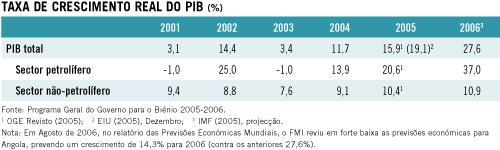 TAXA DE CRESCIMENTO REAL DO PIB (%)
2001 2002 2003 2004 2005 2006³
PIB total 3,1 14,4 3,4 11,7 15,9¹ (19,1)² 27,6
Sector petrolífero -1,0 25,0 -1,0 13,9 20,6¹ 37,0
Sector não-petrolífero 9,4 8,8 7,6 9,1 10,4¹ 10,9
Fonte: Programa Geral do Governo para o Biénio 2005-2006.
¹ OGE Revisto (2005); ² EIU (2005), Dezembro; ³ IMF (2005), projecção.
Nota: Em Agosto de 2006, no relatório das Previsões Económicas Mundiais, o FMI reviu em forte baixa as previsões económicas para
Angola, prevendo um crescimento de 14,3% para 2006 (contra os anteriores 27,6%).